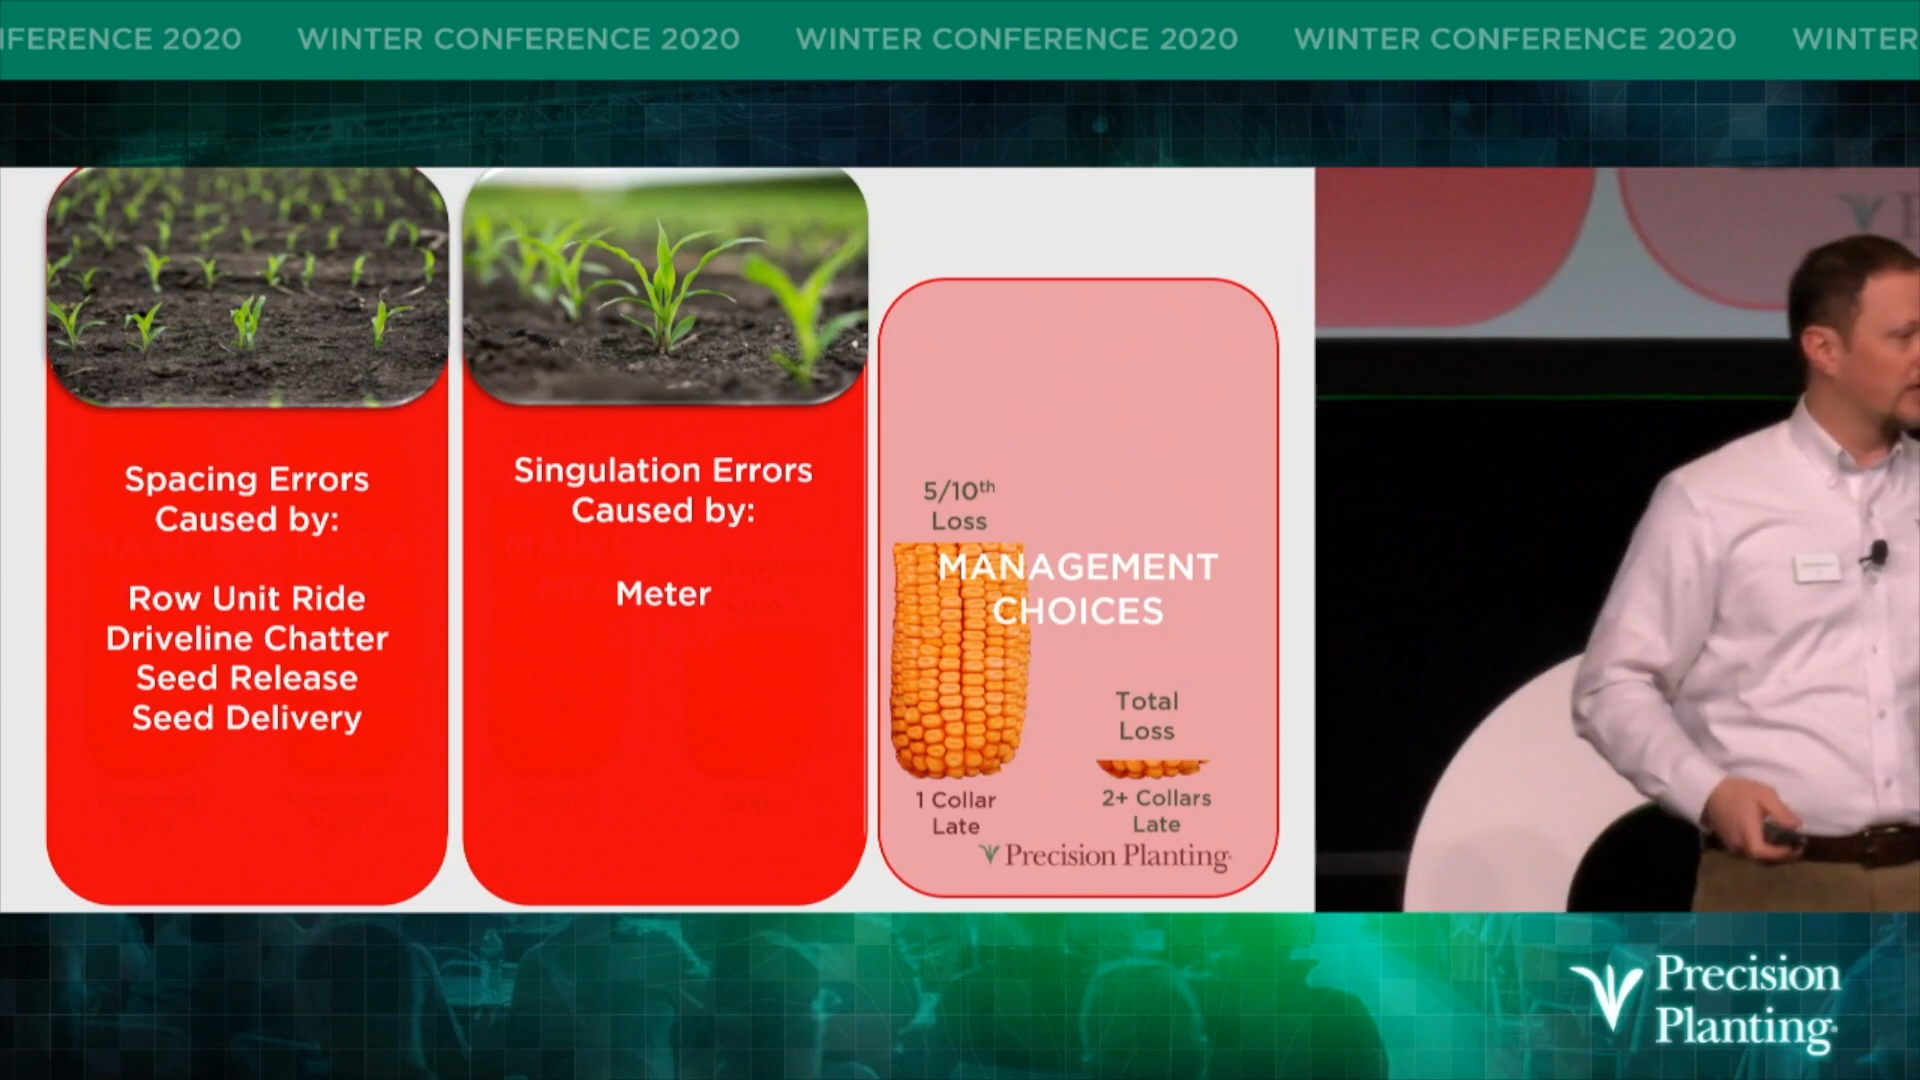 IFERENCE 2020 WINTER CONFERENCE 2020 WINTER CONFERENCE 2020 WINTER CONFERENCE 2020 WINTER
Spacing Errors
Caused by:
Row Unit Ride
Driveline Chatter
Seed Release
Seed Delivery
Singulation Errors
Caused by:
Meter
5/10th
Loss
MANAGEMENT
CHOICES
Total
Loss
1 Collar
Late
2+ Collars
Late
Precision Planting
Precision
Planting